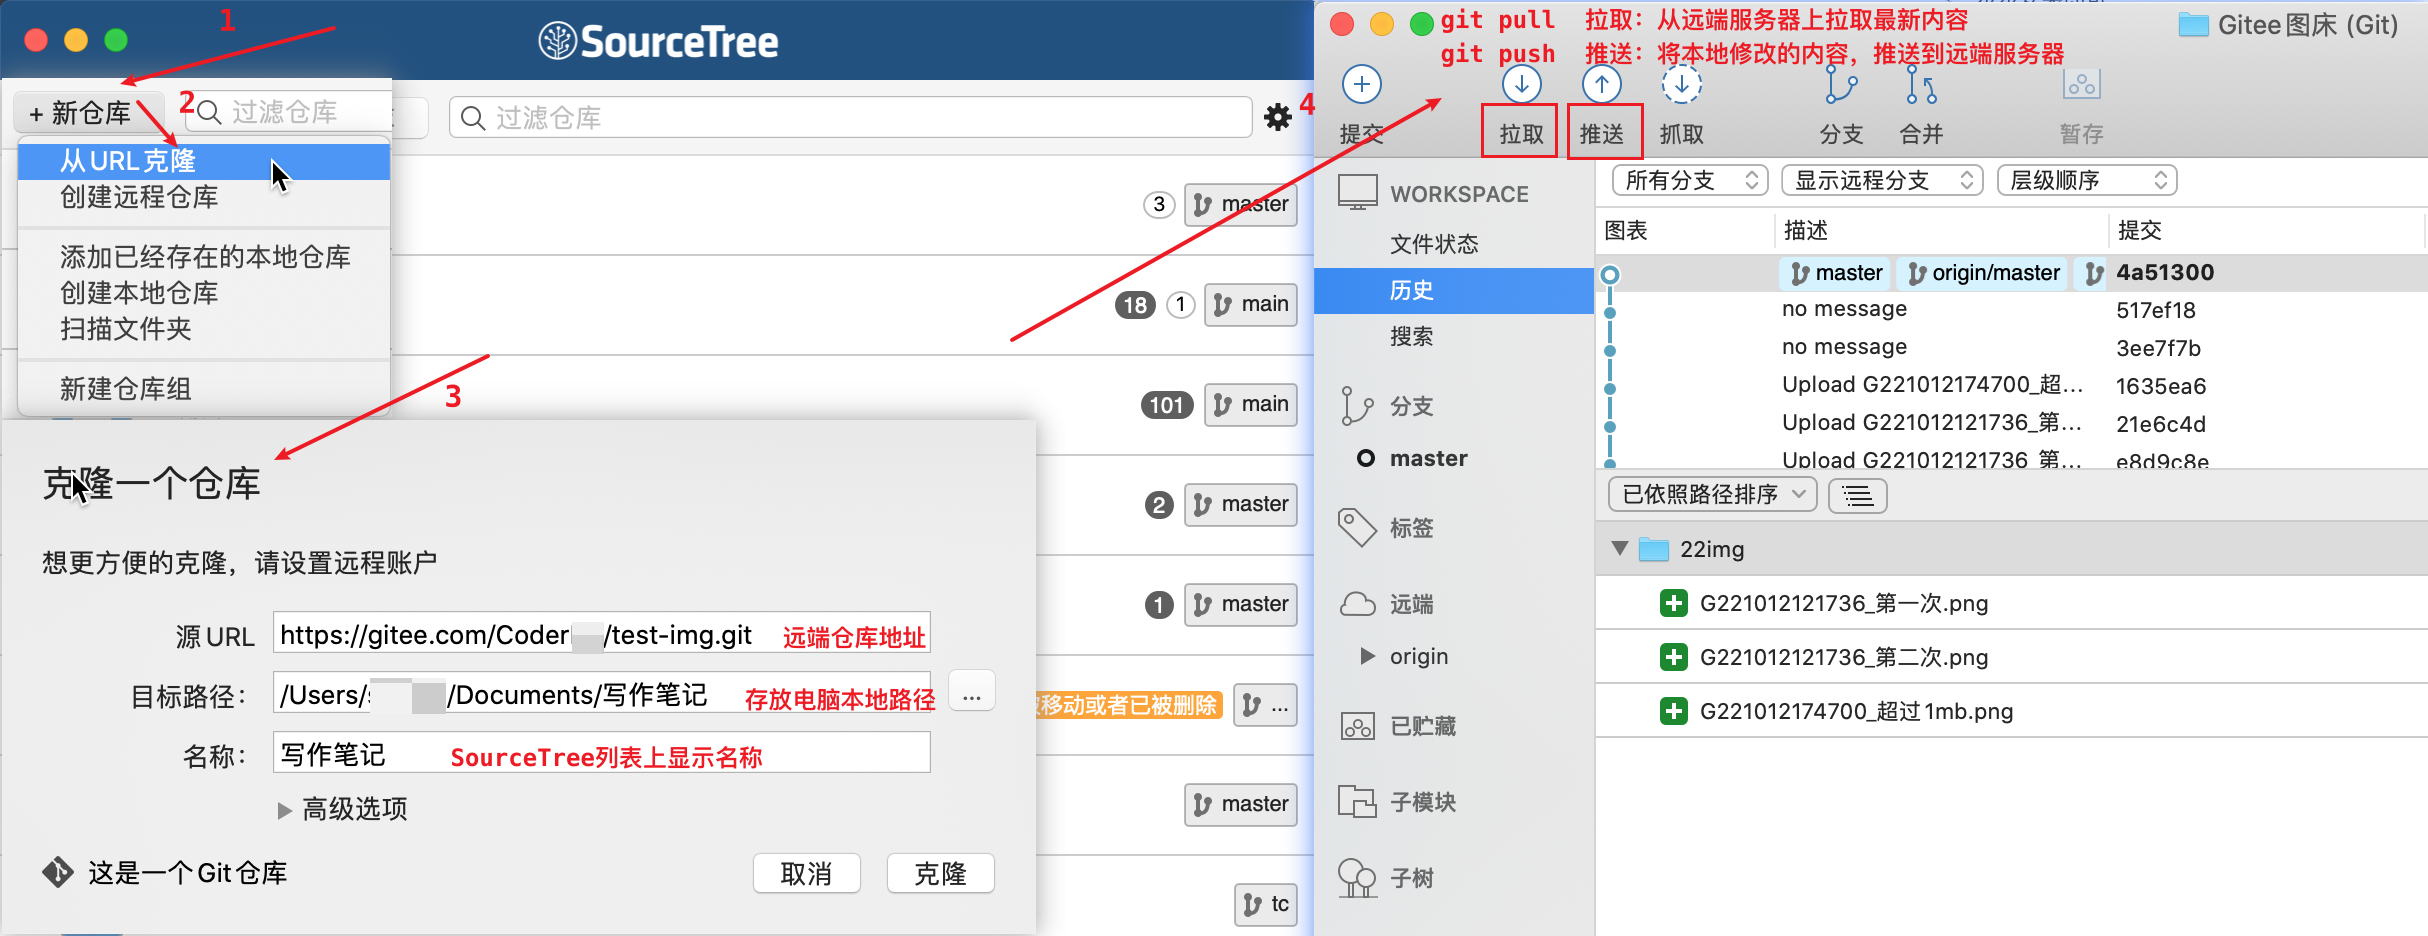 1
SourceTree
+ 新仓库
2
过滤仓库
过滤仓库
从URL克隆
创建远程仓库
添加已经存在的本地仓库
创建本地仓库
扫描文件夹
新建仓库组
3
master
18
1
main
101
main
2
master
1
master
移动或者已被删除
...
master
tc
3
克隆一个仓库
想更方便的克隆，请设置远程账户
源 URL
https://gitee.com/Coder
/test-img.git
远端仓库地址
目标路径：
/Users/
/Documents/写作笔记
存放电脑本地路径
...
名称：
写作笔记
SourceTree列表上显示名称
高级选项
这是一个Git仓库
取消
克隆
4
git pull 拉取：从远端服务器上拉取最新内容
git push 推送：将本地修改的内容，推送到远端服务器
Gitee图床 (Git)
提交
拉取
推送
抓取
分支
合并
暂存
WORKSPACE
文件状态
历史
搜索
分支
master
标签
远端
origin
已贮藏
子模块
子树
所有分支
显示远程分支
层级顺序
图表
描述
提交
master
origin/master
4a51300
no message
517ef18
no message
3ee7f7b
Upload G221012174700_超…
1635ea6
Upload G221012121736_第…
21e6c4d
Upload G221012121736_第…
e8d9c8e
已依照路径排序
22img
G221012121736_第一次.png
G221012121736_第二次.png
G221012174700_超过1mb.png